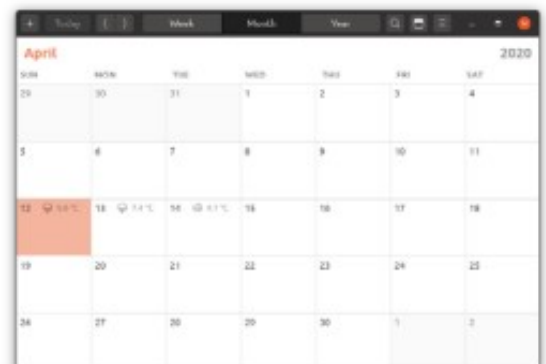 Today Week Month Year
April 2020
SUN MON TUE WED THU FRI SAT
29 30 31 1 2 3 4
5 6 7 8 9 10 11
12 13 14 15 16 17 18
19 20 21 22 23 24 25
26 27 28 29 30 1 2